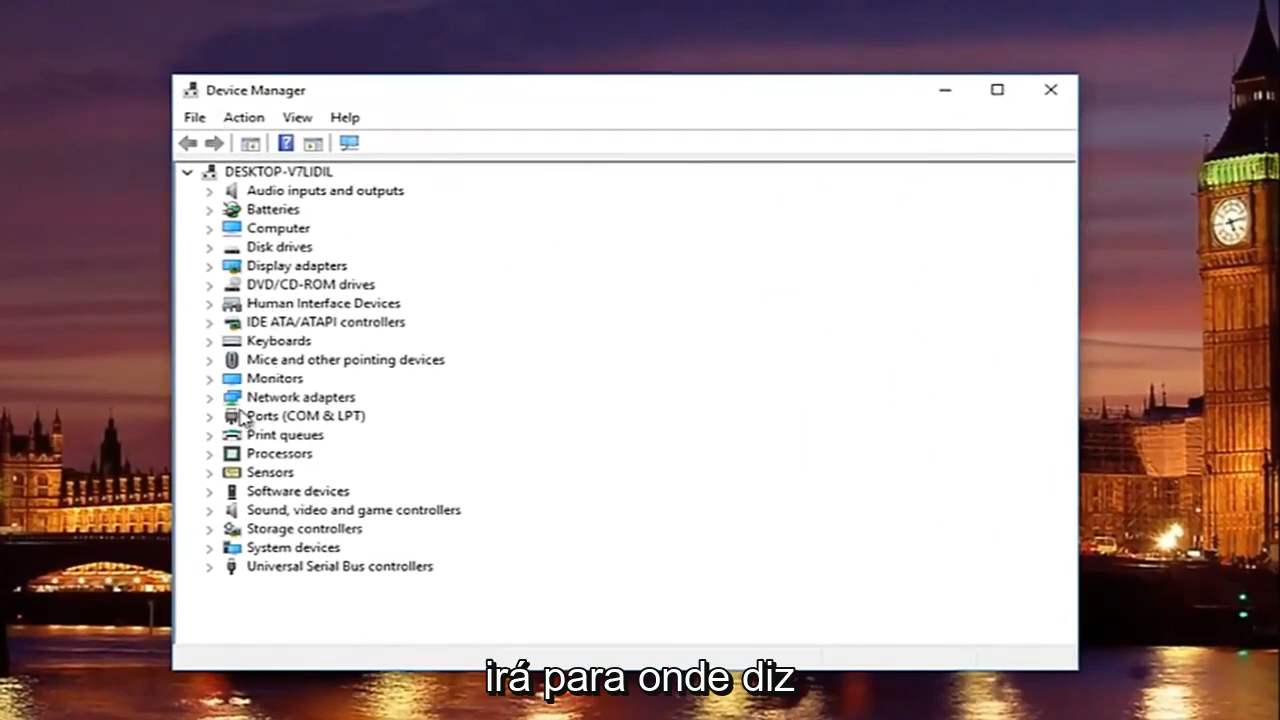 Device Manager
File Action View Help
DESKTOP-V7LIDIL
Audio inputs and outputs
Batteries
Computer
Disk drives
Display adapters
DVD/CD-ROM drives
Human Interface Devices
IDE ATA/ATAPI controllers
Keyboards
Mice and other pointing devices
Monitors
Network adapters
Ports (COM & LPT)
Print queues
Processors
Sensors
Software devices
Sound, video and game controllers
Storage controllers
System devices
Universal Serial Bus controllers
irá para onde diz